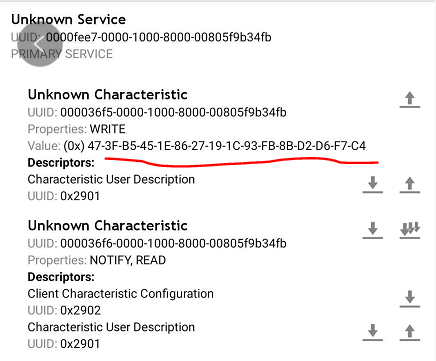 Unknown Service
UUID: 0000fee7-0000-1000-8000-00805f9b34fb
PRIMARY SERVICE
Unknown Characteristic
UUID: 000036f5-0000-1000-8000-00805f9b34fb
Properties: WRITE
Value: (0x) 47-3F-B5-45-1E-86-27-19-1C-93-FB-8B-D2-D6-F7-C4
Descriptors:
Characteristic User Description
UUID: 0x2901
Unknown Characteristic
UUID: 000036f6-0000-1000-8000-00805f9b34fb
Properties: NOTIFY, READ
Descriptors:
Client Characteristic Configuration
UUID: 0x2902
Characteristic User Description
UUID: 0x2901